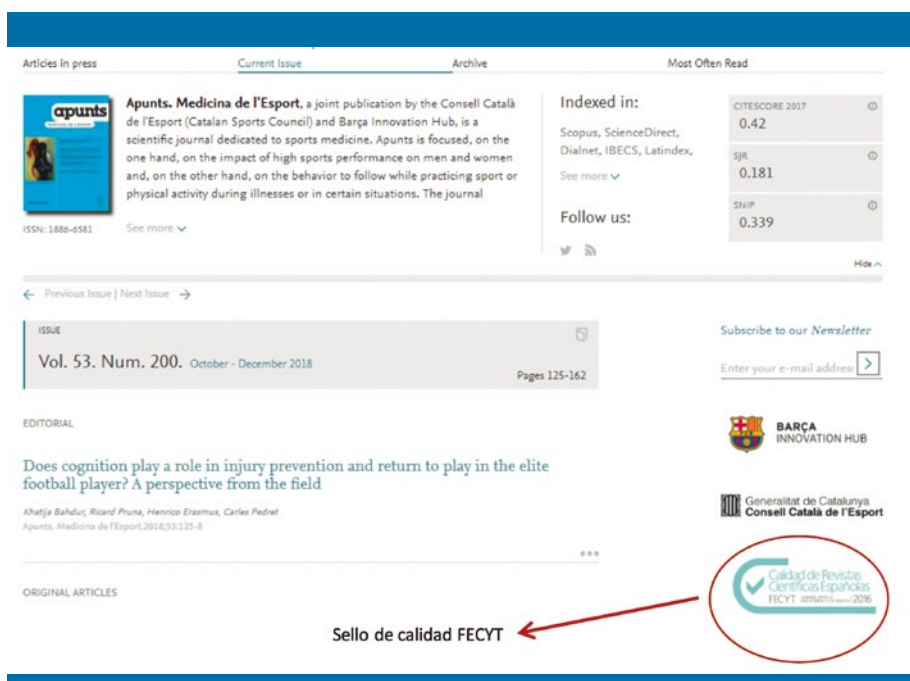 Articles in press
Current Issue
Archive
Most Often Read
apunts
Apunts. Medicina de l'Esport, a joint publication by the Consell Català
de l'Esport (Catalan Sports Council) and Barça Innovation Hub, is a
scientific journal dedicated to sports medicine. Apunts is focused, on the
one hand, on the impact of high sports performance on men and women
and, on the other hand, on the behavior to follow while practicing sport or
physical activity during illnesses or in certain situations. The journal
ISSN: 1886-6581
See more
Indexed in:
Scopus, ScienceDirect,
Dialnet, IBECS, Latindex,
See more
Follow us:
CITESCORE 2017
0.42
SJR
0.181
SNIP
0.339
Hide
Previous Issue | Next Issue
ISSUE
Vol. 53. Num. 200. October - December 2018
Pages 125-162
Subscribe to our Newsletter
Enter your e-mail address
EDITORIAL
BARÇA
INNOVATION HUB
Does cognition play a role in injury prevention and return to play in the elite
football player? A perspective from the field
Khatija Bahdur, Ricard Pruna, Henrico Erasmus, Carles Pedret
Apunts. Medicina de l'Esport.2018;53:125-8
Generalitat de Catalunya
Consell Català de l'Esport
Calidad de Revistas
Científicas Españolas
FECYT 2016
ORIGINAL ARTICLES
Sello de calidad FECYT